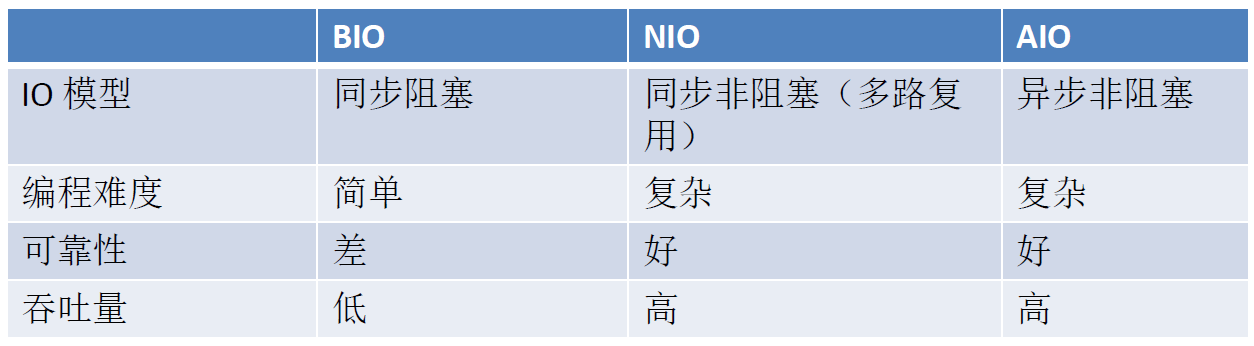 BIO NIO AIO
IO 模型 同步阻塞 同步非阻塞（多路复用） 异步非阻塞
编程难度 简单 复杂 复杂
可靠性 差 好 好
吞吐量 低 高 高